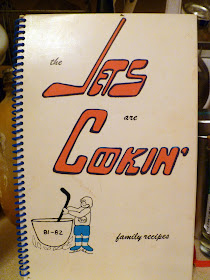 the
JETS
are
COOKIN'
81-82
family recipes